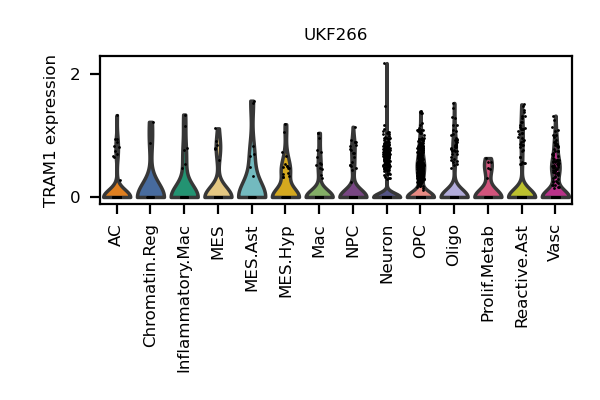 UKF266
TRAM1 expression
2
0
AC
Chromatin.Reg
Inflammatory.Mac
MES
MES.Ast
MES.Hyp
Mac
NPC
Neuron
OPC
Oligo
Prolif.Metab
Reactive.Ast
Vasc